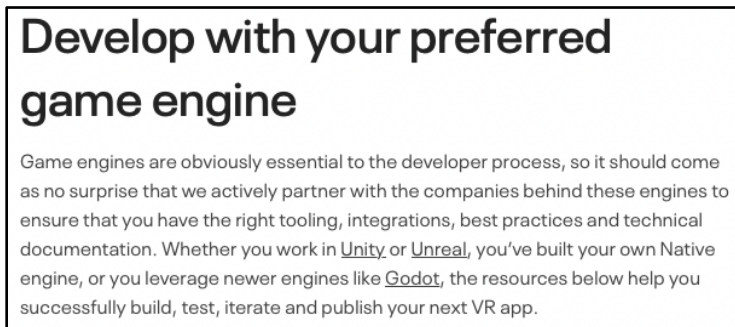 Develop with your preferred
game engine
Game engines are obviously essential to the developer process, so it should come
as no surprise that we actively partner with the companies behind these engines to
ensure that you have the right tooling, integrations, best practices and technical
documentation. Whether you work in Unity or Unreal, you’ve built your own Native
engine, or you leverage newer engines like Godot, the resources below help you
successfully build, test, iterate and publish your next VR app.